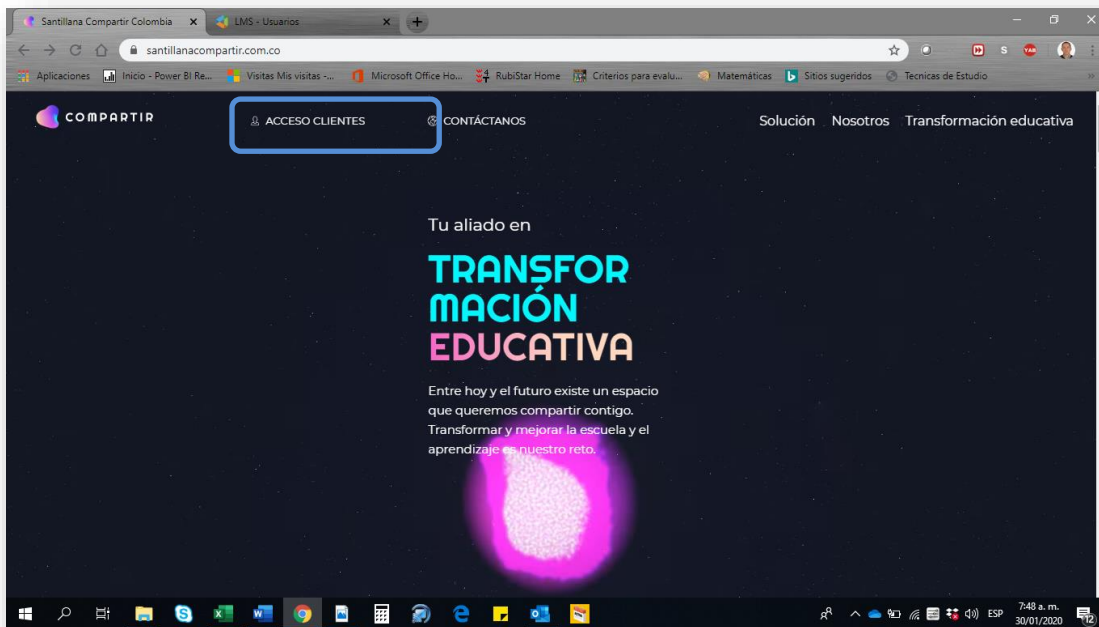 Santillana Compartir Colombia
LMS - Usuarios
santillanacompartir.com.co
Aplicaciones
Inicio - Power BI Re...
Visitas Mis visitas -...
Microsoft Office Ho...
RubiStar Home
Criterios para evalu...
Matemáticas
Sitios sugeridos
Tecnicas de Estudio
COMPARTIR
ACCESO CLIENTES
CONTÁCTANOS
Solución Nosotros Transformación educativa
Tu aliado en
TRANSFOR
MACIÓN
EDUCATIVA
Entre hoy y el futuro existe un espacio
que queremos compartir contigo.
Transformar y mejorar la escuela y el
aprendizaje es nuestro reto.
ESP
7:48 a. m.
30/01/2020
12